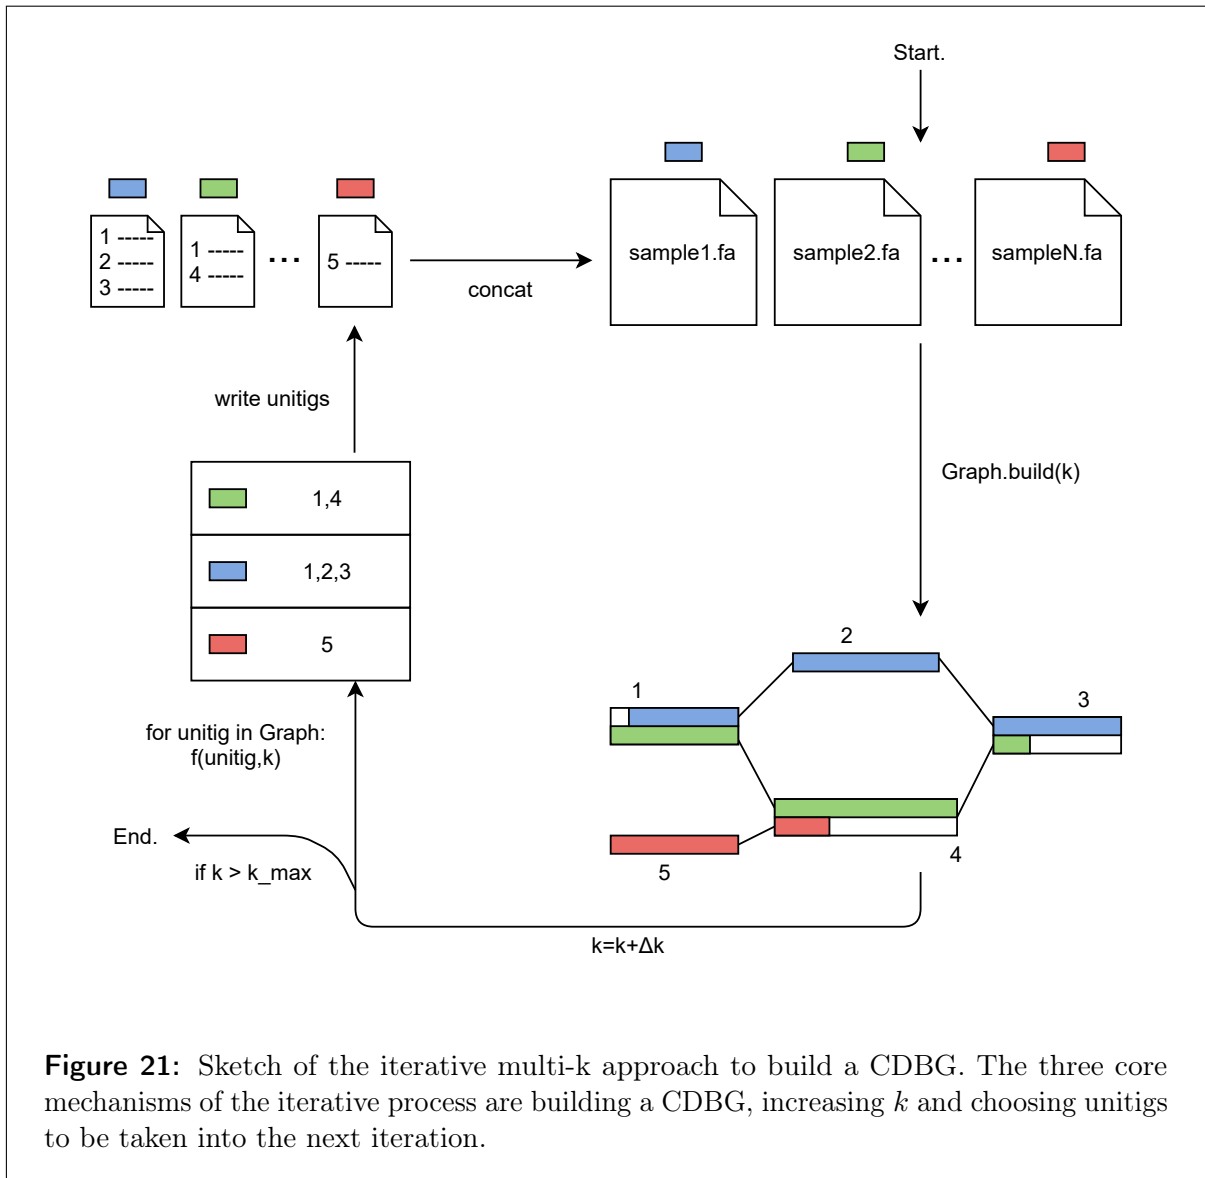 Start.
1 -----
2 -----
3 -----
1 -----
4 -----
...
5 -----
concat
sample1.fa
sample2.fa
...
sampleN.fa
write unitigs
Graph.build(k)
1,4
1,2,3
5
for unitig in Graph:
f(unitig,k)
End.
if k > k_max
1
2
3
4
5
k=k+Δk
Figure 21: Sketch of the iterative multi-k approach to build a CDBG. The three core
mechanisms of the iterative process are building a CDBG, increasing k and choosing unitigs
to be taken into the next iteration.